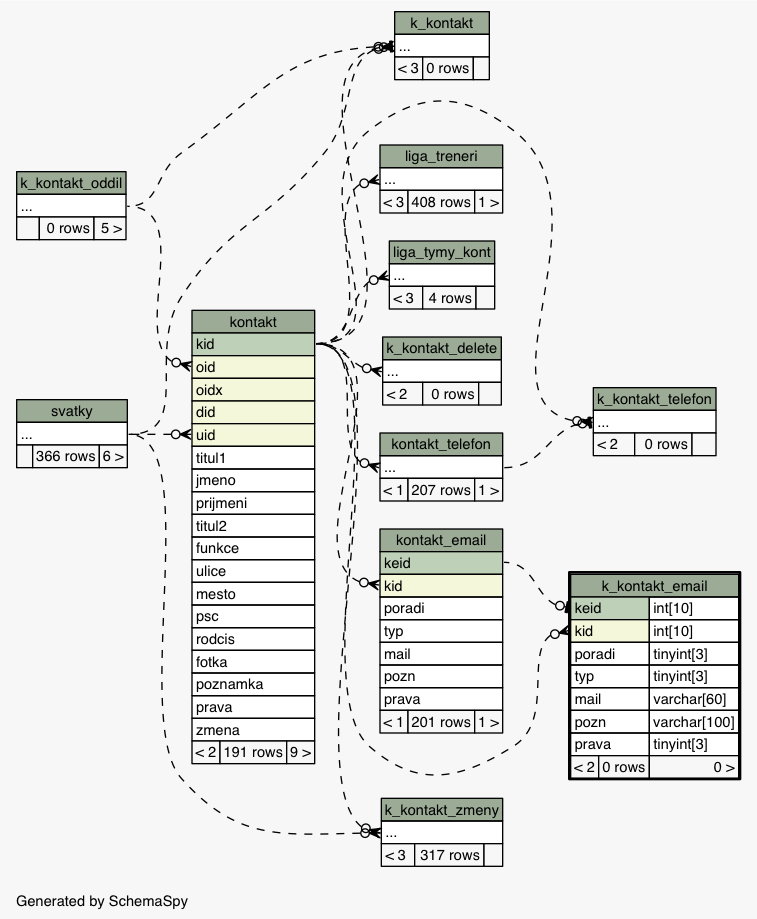 k_kontakt
...
< 3 0 rows
k_kontakt_oddil
...
0 rows 5 >
liga_treneri
...
< 3 408 rows 1 >
liga_tymy_kont
...
< 3 4 rows
kontakt
kid
oid
oidx
did
uid
titul1
jmeno
prijmeni
titul2
funkce
ulice
mesto
psc
rodcis
fotka
poznamka
prava
zmena
< 2 191 rows 9 >
k_kontakt_delete
...
< 2 0 rows
svatky
...
366 rows 6 >
k_kontakt_telefon
...
< 2 0 rows
kontakt_telefon
...
< 1 207 rows 1 >
kontakt_email
keid
kid
poradi
typ
mail
pozn
prava
< 1 201 rows 1 >
k_kontakt_email
keid int[10]
kid int[10]
poradi tinyint[3]
typ tinyint[3]
mail varchar[60]
pozn varchar[100]
prava tinyint[3]
< 2 0 rows 0 >
k_kontakt_zmeny
...
< 3 317 rows
Generated by SchemaSpy